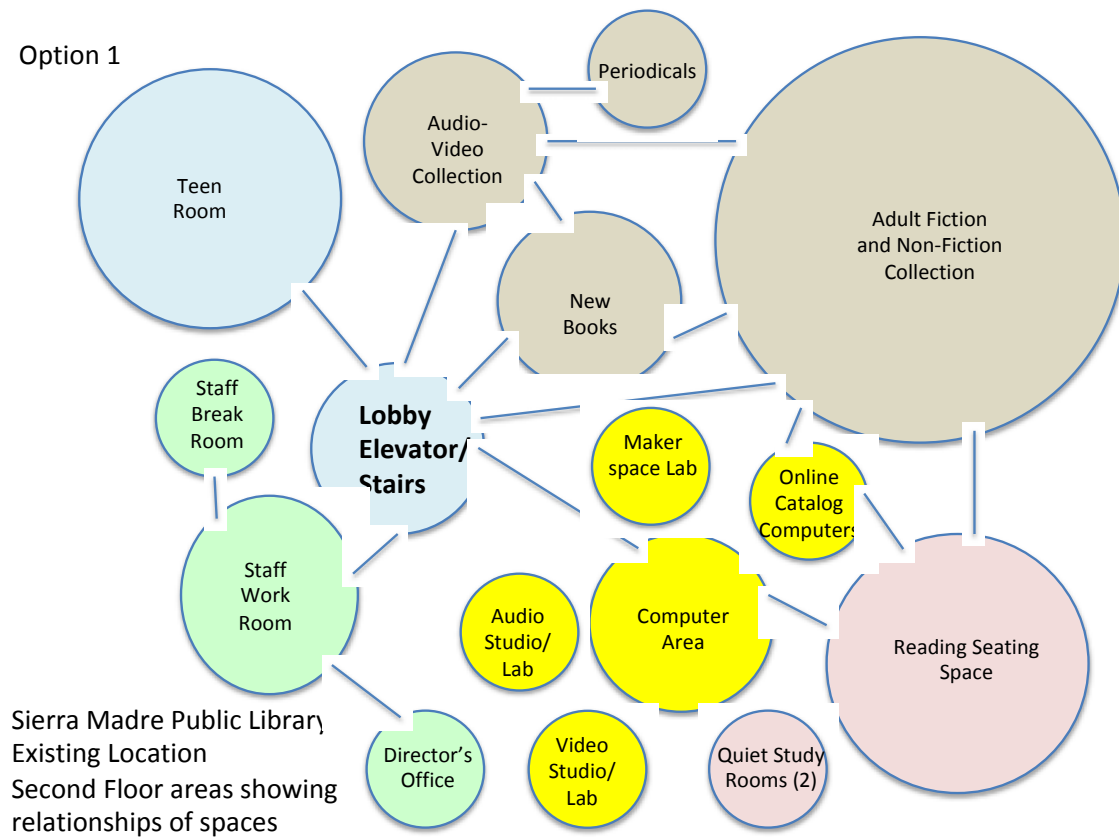 Option 1
Periodicals
Audio-
Video
Collection
Teen
Room
Adult Fiction
and Non-Fiction
Collection
New
Books
Staff
Break
Room
Lobby
Elevator/
Stairs
Maker
space Lab
Online
Catalog
Computers
Staff
Work
Room
Audio
Studio/
Lab
Computer
Area
Reading Seating
Space
Sierra Madre Public Library
Existing Location
Second Floor areas showing
relationships of spaces
Director's
Office
Video
Studio/
Lab
Quiet Study
Rooms (2)